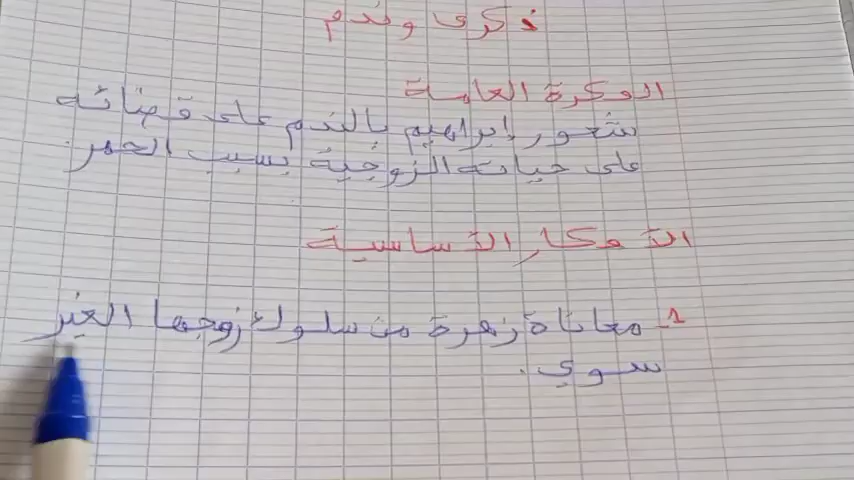 ذكرى وندم
الفكرة العامة
شعور إبراهيم بالندم على قضائه
على حياته الزوجية بسبب الخمر.
الأفكار الأساسية
1_ معاناة زهرة من سلوك زوجها الغير
سوي.